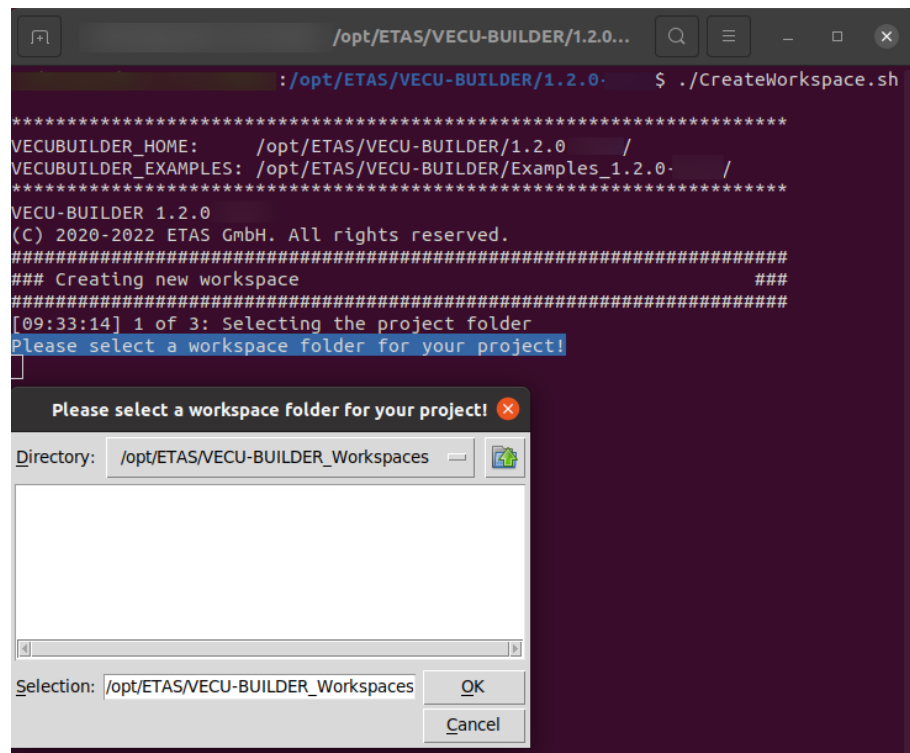 /opt/ETAS/VECU-BUILDER/1.2.0...
:/opt/ETAS/VECU-BUILDER/1.2.0- $ ./CreateWorkspace.sh
**********************************************************************
VECUBUILDER_HOME: /opt/ETAS/VECU-BUILDER/1.2.0 /
VECUBUILDER_EXAMPLES: /opt/ETAS/VECU-BUILDER/Examples_1.2.0- /
**********************************************************************
VECU-BUILDER 1.2.0
(C) 2020-2022 ETAS GmbH. All rights reserved.
######################################################################
### Creating new workspace ###
######################################################################
[09:33:14] 1 of 3: Selecting the project folder
Please select a workspace folder for your project!
Please select a workspace folder for your project!
Directory: /opt/ETAS/VECU-BUILDER_Workspaces
Selection: /opt/ETAS/VECU-BUILDER_Workspaces OK
Cancel